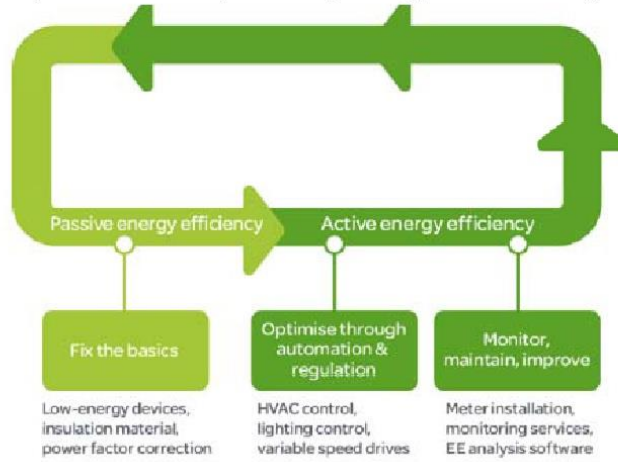 Passive energy efficiency
Active energy efficiency
Fix the basics
Optimise through
automation &
regulation
Monitor,
maintain, improve
Low-energy devices,
insulation material,
power factor correction
HVAC control,
lighting control,
variable speed drives
Meter installation,
monitoring services,
EE analysis software